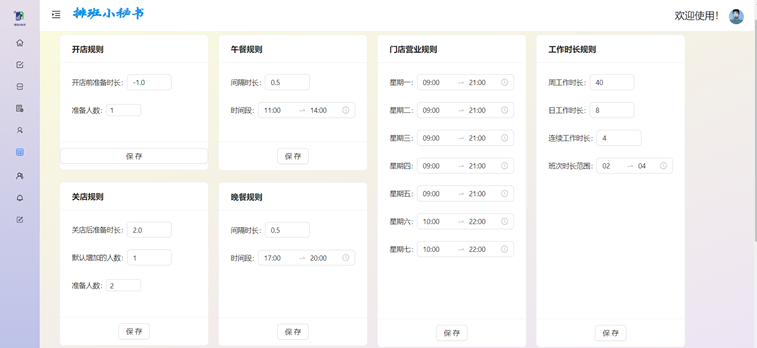 排班小秘书
欢迎使用！
开店规则
开店前准备时长： -1.0
准备人数： 1
保 存
午餐规则
间隔时长： 0.5
时间段： 11:00 → 14:00
保 存
门店营业规则
星期一： 09:00 → 21:00
星期二： 09:00 → 21:00
星期三： 09:00 → 21:00
星期四： 09:00 → 21:00
星期五： 09:00 → 21:00
星期六： 10:00 → 22:00
星期七： 10:00 → 22:00
保 存
工作时长规则
周工作时长： 40
日工作时长： 8
连续工作时长： 4
班次时长范围： 02 → 04
保 存
关店规则
关店后准备时长： 2.0
默认增加的人数： 1
准备人数： 2
保 存
晚餐规则
间隔时长： 0.5
时间段： 17:00 → 20:00
保 存